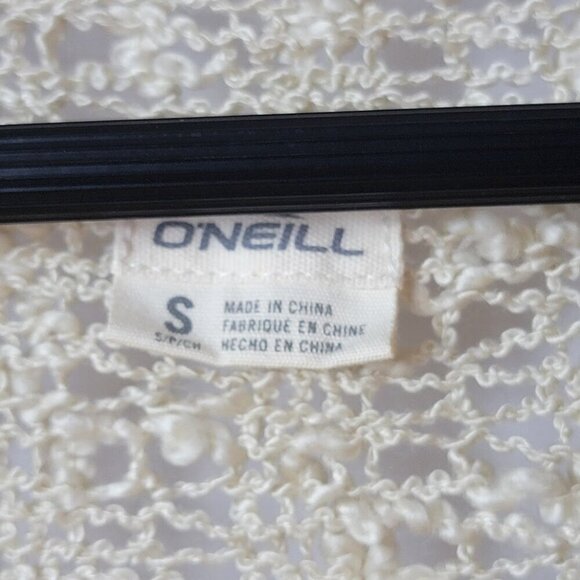 O'NEILL
S
S/P/CH
MADE IN CHINA
FABRIQUÉ EN CHINE
HECHO EN CHINA